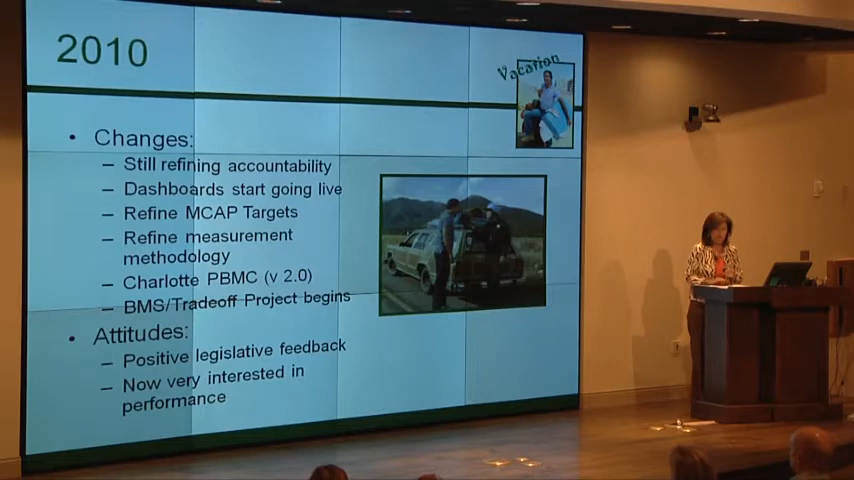 2010
Vacation
• Changes:
– Still refining accountability
– Dashboards start going live
– Refine MCAP Targets
– Refine measurement
methodology
– Charlotte PBMC (v 2.0)
– BMS/Tradeoff Project begins
• Attitudes:
– Positive legislative feedback
– Now very interested in
performance